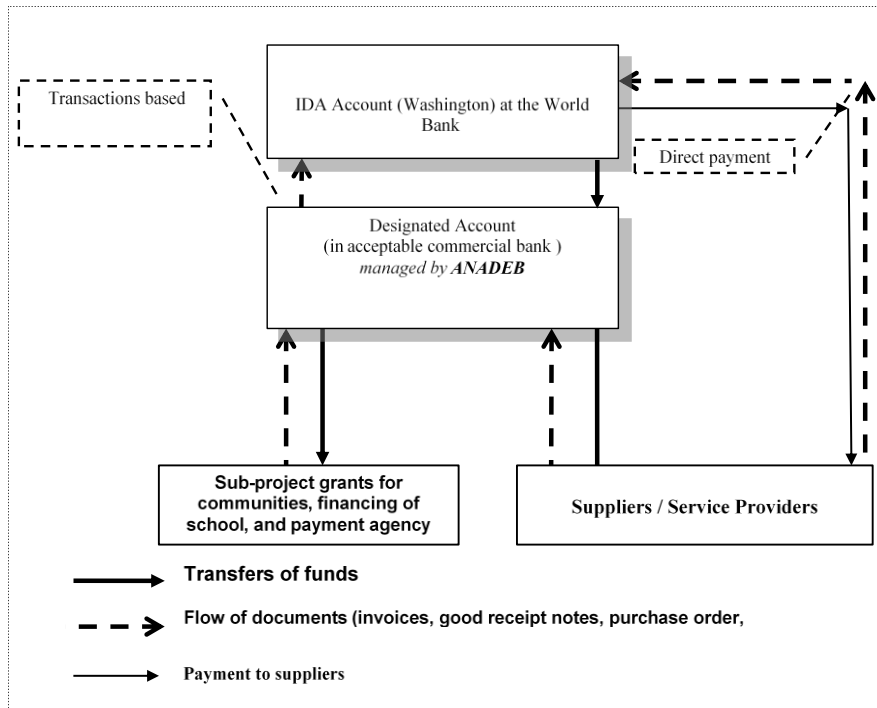 Transactions based
IDA Account (Washington) at the World
Bank
Direct payment
Designated Account
(in acceptable commercial bank )
managed by ANADEB
Sub-project grants for
communities, financing of
school, and payment agency
Suppliers / Service Providers
Transfers of funds
Flow of documents (invoices, good receipt notes, purchase order,
Payment to suppliers